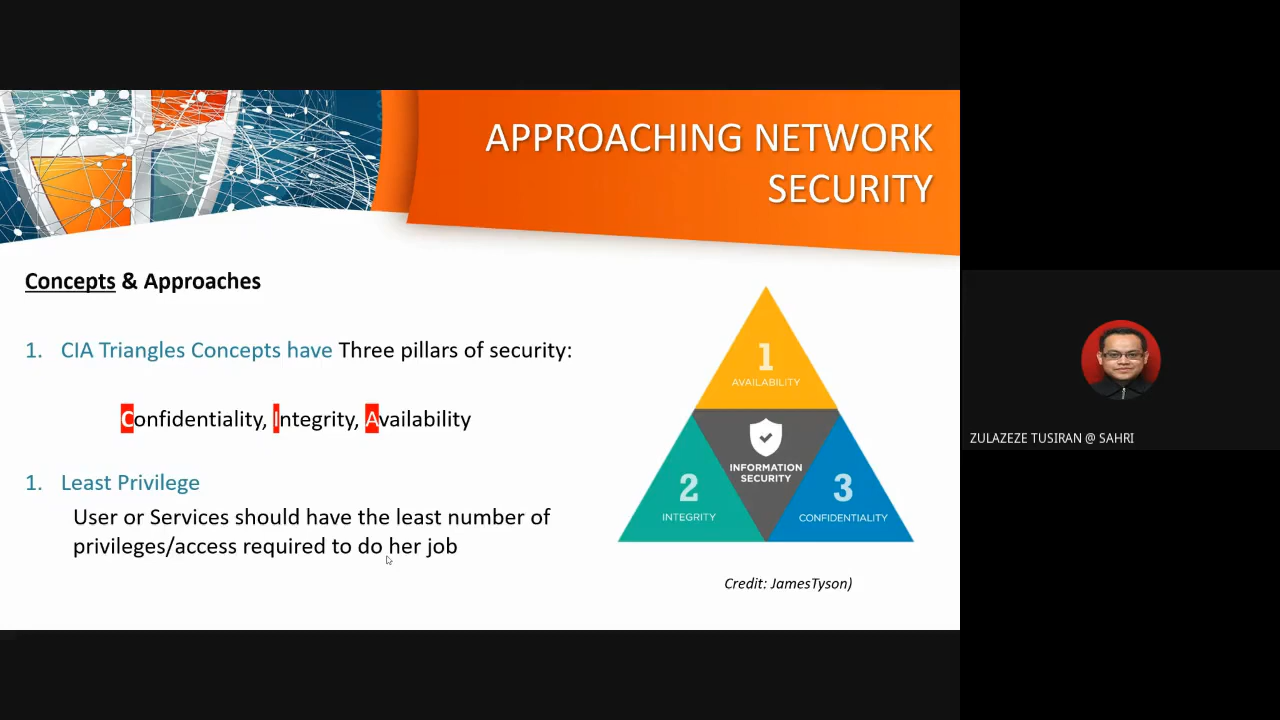 APPROACHING NETWORK
SECURITY
Concepts & Approaches
1. CIA Triangles Concepts have Three pillars of security:
Confidentiality, Integrity, Availability
1. Least Privilege
User or Services should have the least number of
privileges/access required to do her job
1
AVAILABILITY
INFORMATION
SECURITY
2
INTEGRITY
3
CONFIDENTIALITY
Credit: JamesTyson)
ZULAZEZE TUSIRAN @ SAHRI